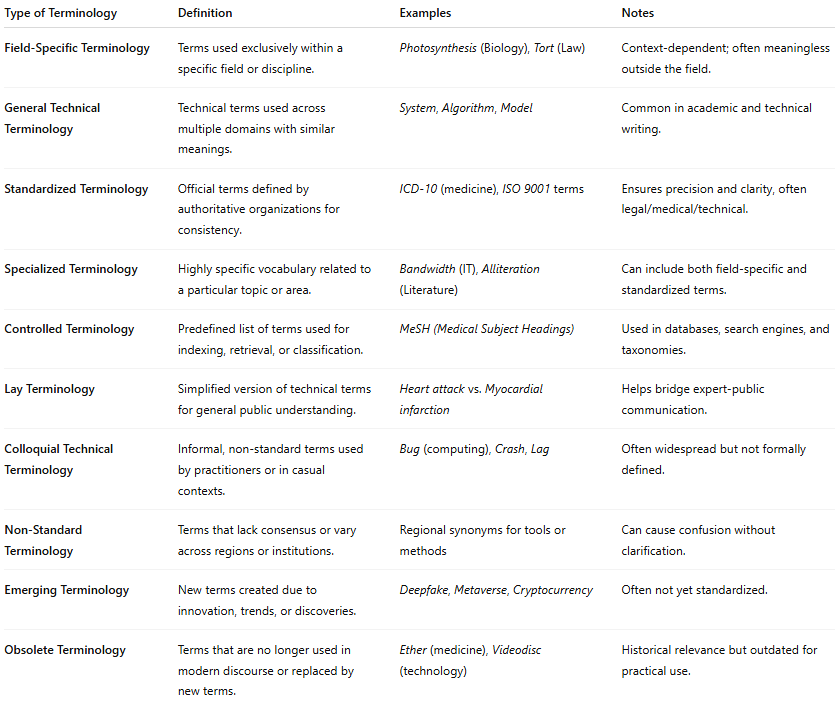 Type of Terminology Definition Examples Notes
Field-Specific Terminology Terms used exclusively within a Photosynthesis (Biology), Tort (Law) Context-dependent; often meaningless
specific field or discipline. outside the field.
General Technical Technical terms used across System, Algorithm, Model Common in academic and technical
Terminology multiple domains with similar writing.
meanings.
Standardized Terminology Official terms defined by ICD-10 (medicine), ISO 9001 terms Ensures precision and clarity, often
authoritative organizations for legal/medical/technical.
consistency.
Specialized Terminology Highly specific vocabulary related to Bandwidth (IT), Alliteration Can include both field-specific and
a particular topic or area. (Literature) standardized terms.
Controlled Terminology Predefined list of terms used for MeSH (Medical Subject Headings) Used in databases, search engines, and
indexing, retrieval, or classification. taxonomies.
Lay Terminology Simplified version of technical terms Heart attack vs. Myocardial Helps bridge expert-public
for general public understanding. infarction communication.
Colloquial Technical Informal, non-standard terms used Bug (computing), Crash, Lag Often widespread but not formally
Terminology by practitioners or in casual defined.
contexts.
Non-Standard Terms that lack consensus or vary Regional synonyms for tools or Can cause confusion without
Terminology across regions or institutions. methods clarification.
Emerging Terminology New terms created due to Deepfake, Metaverse, Cryptocurrency Often not yet standardized.
innovation, trends, or discoveries.
Obsolete Terminology Terms that are no longer used in Ether (medicine), Videodisc Historical relevance but outdated for
modern discourse or replaced by (technology) practical use.
new terms.